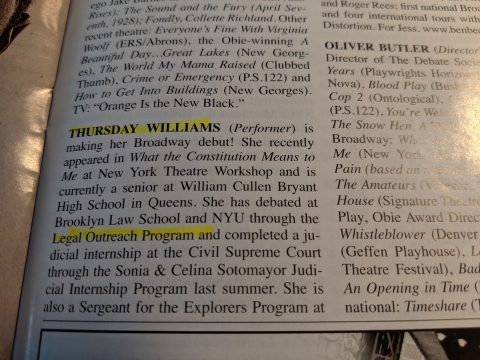 ego Jake Dar
Rises); The Sound and the Fury (April Sev-
enth, 1928); Fondly, Collette Richland. Other
recent theatre: Everyone's Fine With Virginia
Woolf (ERS/Abrons), the Obie-winning A
Beautiful Day...Great Lakes (New Georg-
es), The World My Mama Raised (Clubbed
Thumb), Crime or Emergency (P.S.122) and
How to Get Into Buildings (New Georges).
TV: "Orange Is the New Black."
THURSDAY WILLIAMS (Performer) is
making her Broadway debut! She recently
appeared in What the Constitution Means to
Me at New York Theatre Workshop and is
currently a senior at William Cullen Bryant
High School in Queens. She has debated at
Brooklyn Law School and NYU through the
Legal Outreach Program and completed a ju-
dicial internship at the Civil Supreme Court
through the Sonia & Celina Sotomayor Judi-
cial Internship Program last summer. She is
also a Sergeant for the Explorers Program at
and Roger Rees; first national Broa
and four international tours with
Distortion. For Jess. www.benbe
OLIVER BUTLER (Director
Director of The Debate Soc
Years (Playwrights Horizon
Nova), Blood Play (Bush
Cop 2 (Ontological),
(P.S.122), You're Welc
The Snow Hen, A
Broadway: Wh
Me (New York
Pain (based on
The Amateurs (V
House (Signature Theatr
Play, Obie Award Direc
Whistleblower (Denver
(Geffen Playhouse), L
Theatre Festival), Bad
An Opening in Time (
national: Timeshare (T